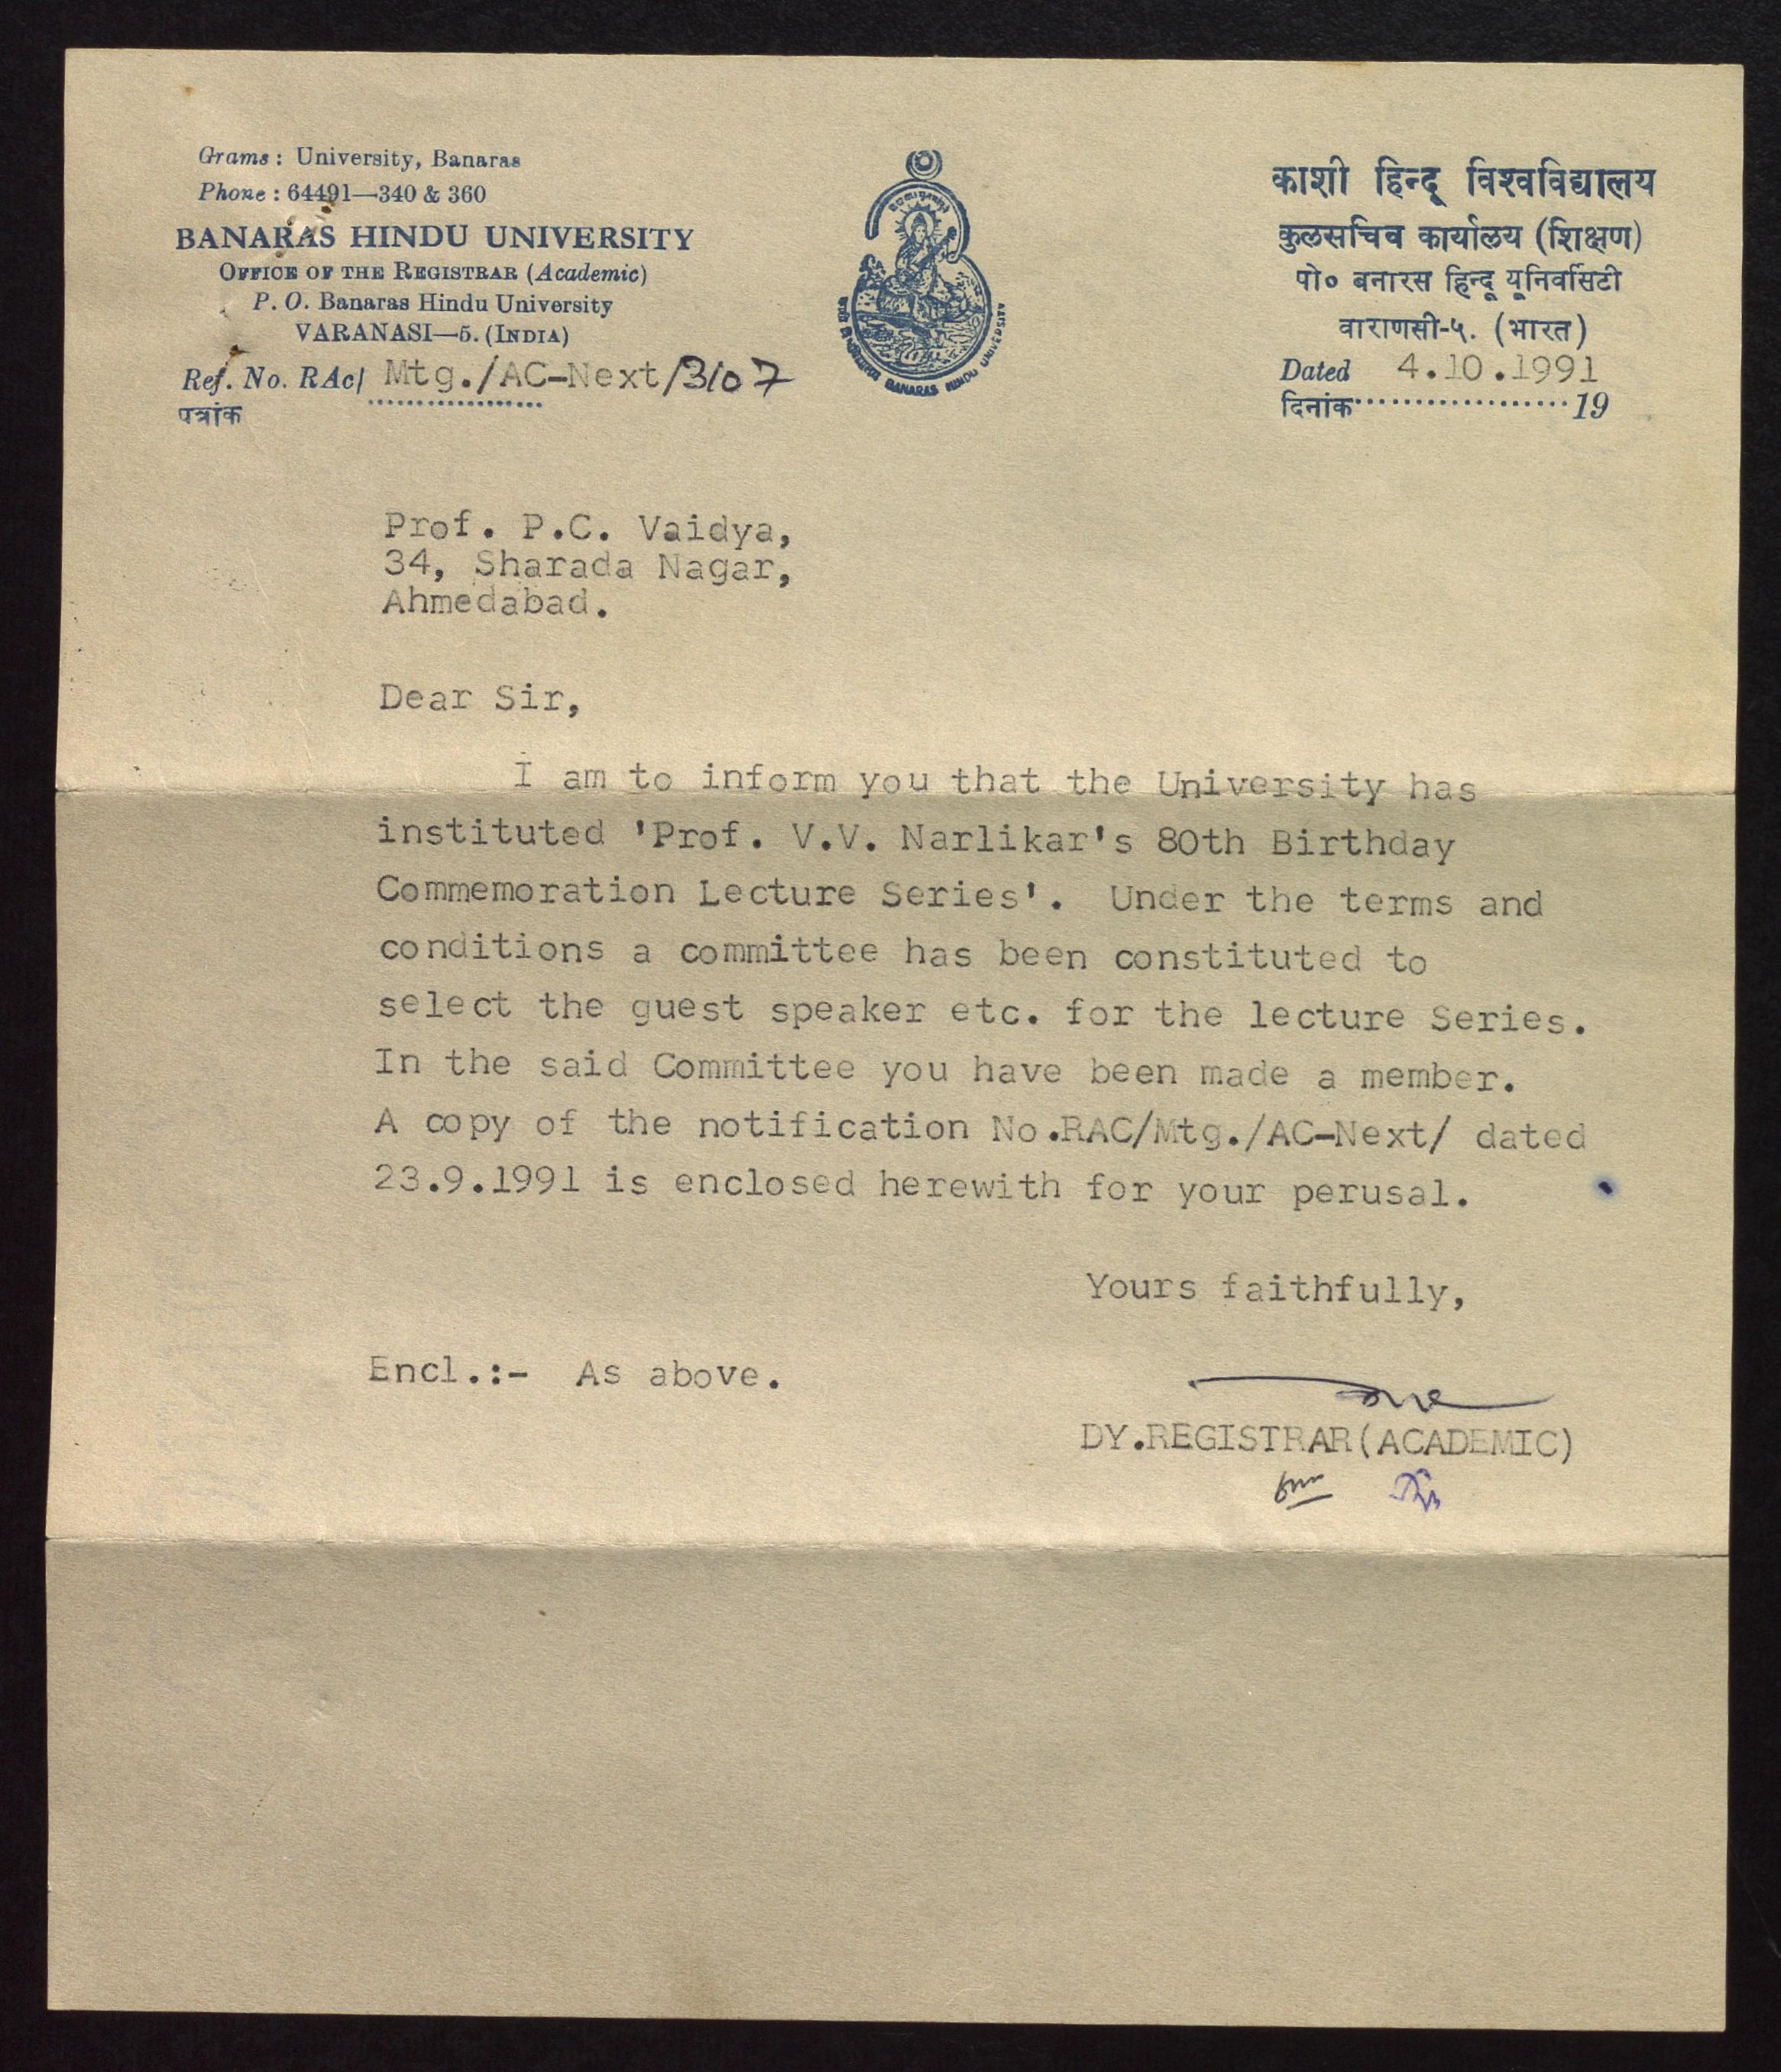 Grams : University, Banaras
Phone : 64491—340 & 360
BANARAS HINDU UNIVERSITY
OFFICE OF THE REGISTRAR (Academic)
P. O. Banaras Hindu University
VARANASI—5. (INDIA)
Ref. No. RAc/ Mtg./AC-Next/3107
पत्रांक
BANARAS HINDU UNIVERSITY
काशी हिन्दू विश्वविद्यालय
कुलसचिव कार्यालय (शिक्षण)
पो० बनारस हिन्दू यूनिवर्सिटी
वाराणसी-५. (भारत)
Dated 4.10.1991
दिनांक...................19
Prof. P.C. Vaidya,
34, Sharada Nagar,
Ahmedabad.
Dear Sir,
I am to inform you that the University has
instituted 'Prof. V.V. Narlikar's 80th Birthday
Commemoration Lecture Series'. Under the terms and
conditions a committee has been constituted to
select the guest speaker etc. for the lecture Series.
In the said Committee you have been made a member.
A copy of the notification No.RAC/Mtg./AC-Next/ dated
23.9.1991 is enclosed herewith for your perusal.
Yours faithfully,
Encl.:- As above.
DY.REGISTRAR(ACADEMIC)